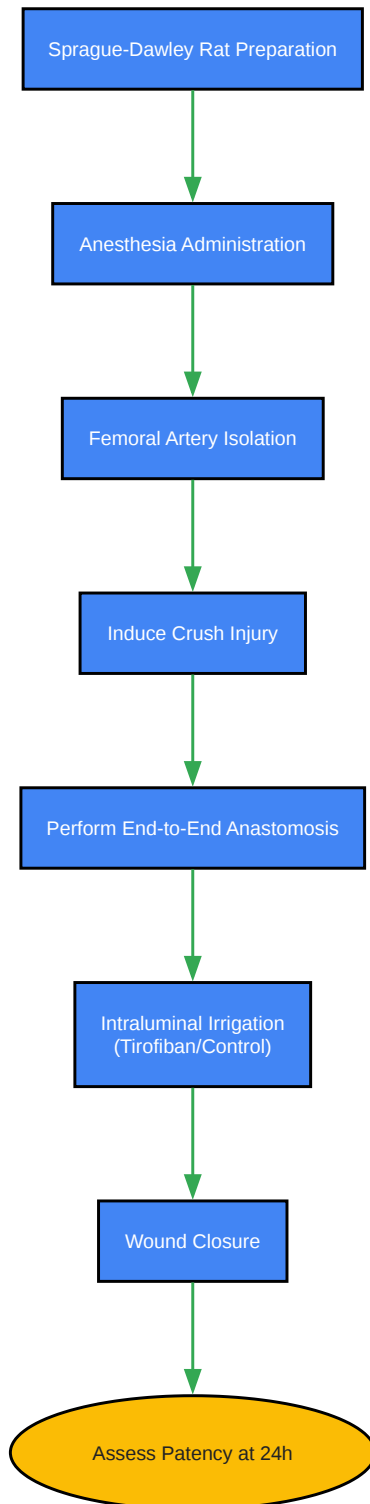 Sprague-Dawley Rat Preparation
Anesthesia Administration
Femoral Artery Isolation
Induce Crush Injury
Perform End-to-End Anastomosis
Intraluminal Irrigation
(Tirofiban/Control)
Wound Closure
Assess Patency at 24h